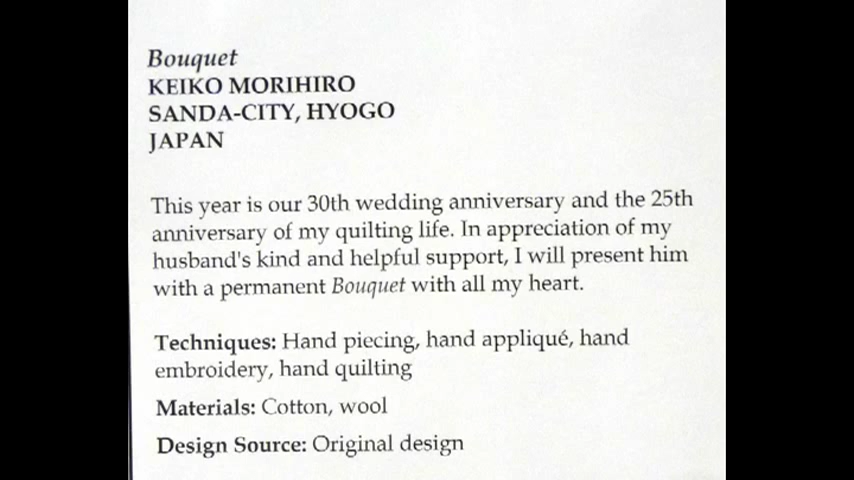 Bouquet
KEIKO MORIHIRO
SANDA-CITY, HYOGO
JAPAN
This year is our 30th wedding anniversary and the 25th
anniversary of my quilting life. In appreciation of my
husband's kind and helpful support, I will present him
with a permanent Bouquet with all my heart.
Techniques: Hand piecing, hand appliqué, hand
embroidery, hand quilting
Materials: Cotton, wool
Design Source: Original design